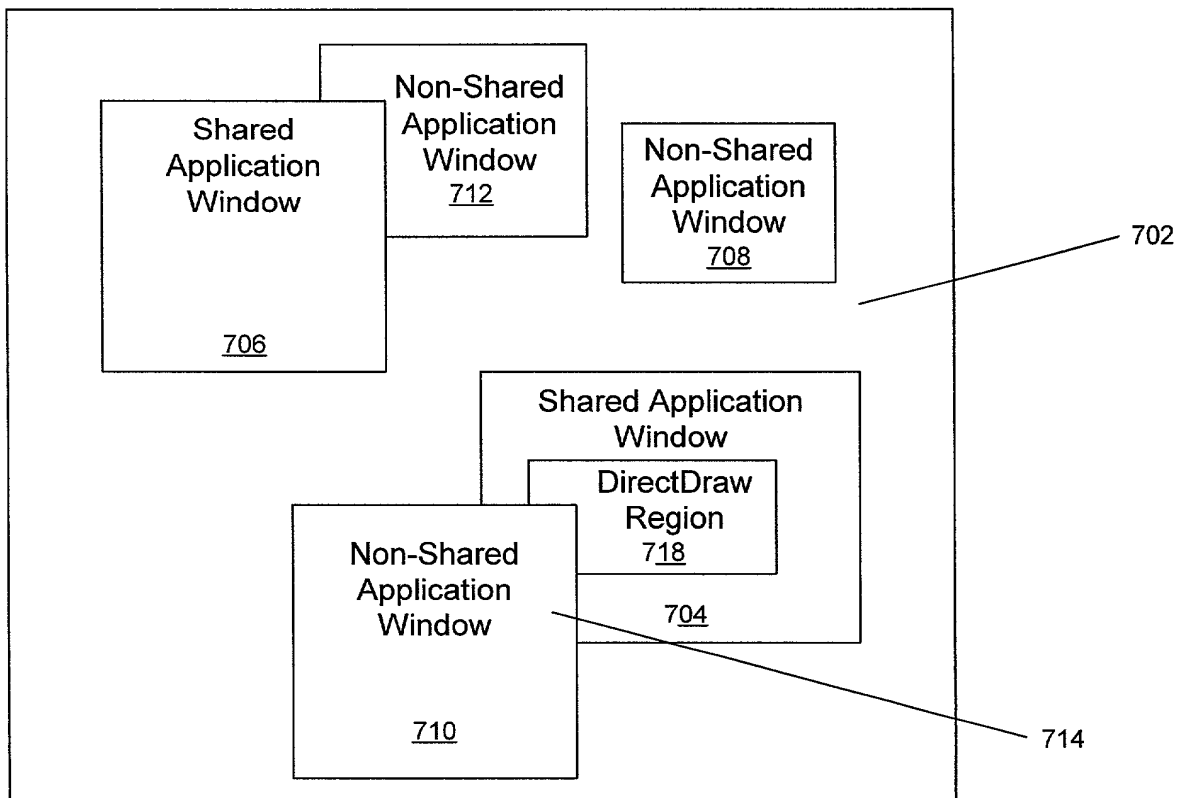 Non-Shared
Application
Window
712
Shared
Application
Window
706
Non-Shared
Application
Window
708
702
Shared Application
Window
704
DirectDraw
Region
718
Non-Shared
Application
Window
710
714